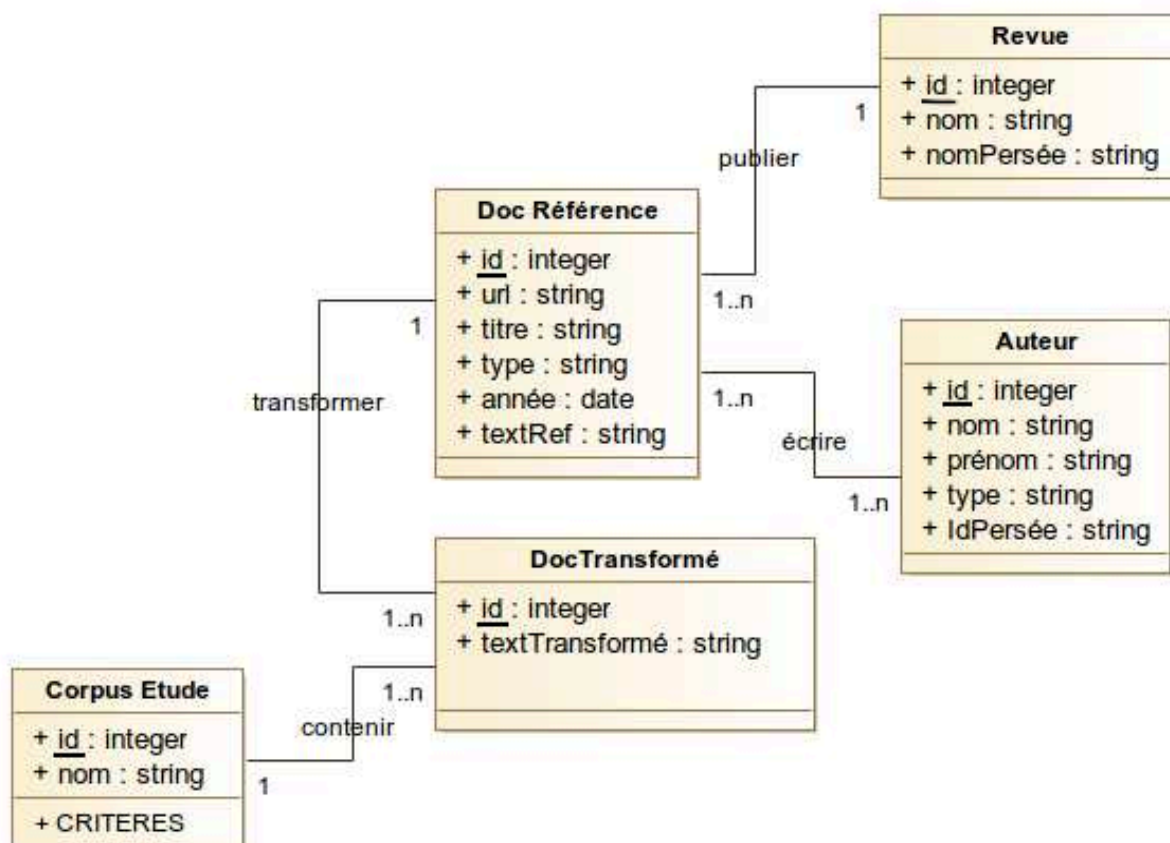 Revue
+ id : integer
+ nom : string
+ nomPersée : string
1
publier
Doc Référence
+ id : integer
+ url : string
+ titre : string
+ type : string
+ année : date
+ textRef : string
1..n
1
1..n
transformer
écrire
Auteur
+ id : integer
+ nom : string
+ prénom : string
+ type : string
+ IdPersée : string
1..n
DocTransformé
+ id : integer
+ textTransformé : string
1..n
1..n
contenir
Corpus Etude
+ id : integer
+ nom : string
+ CRITERES
1